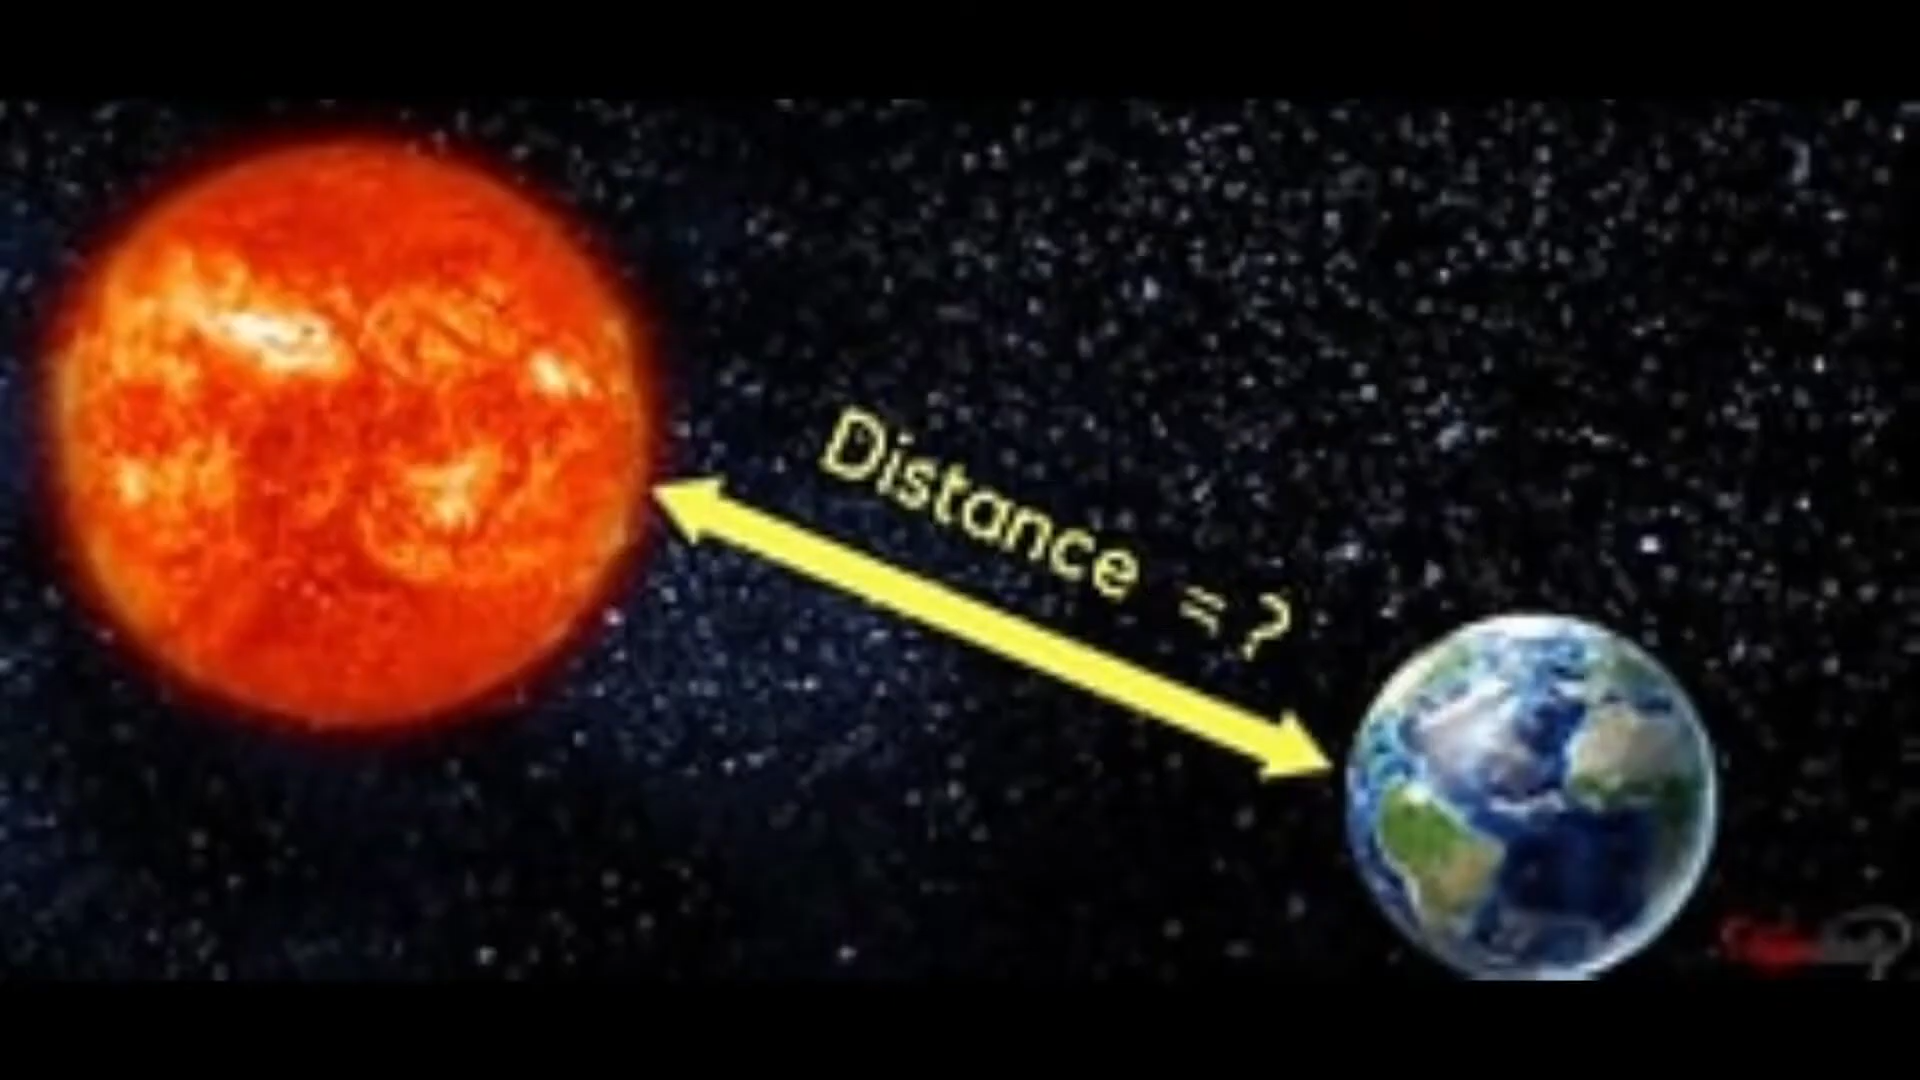 Distance = ?